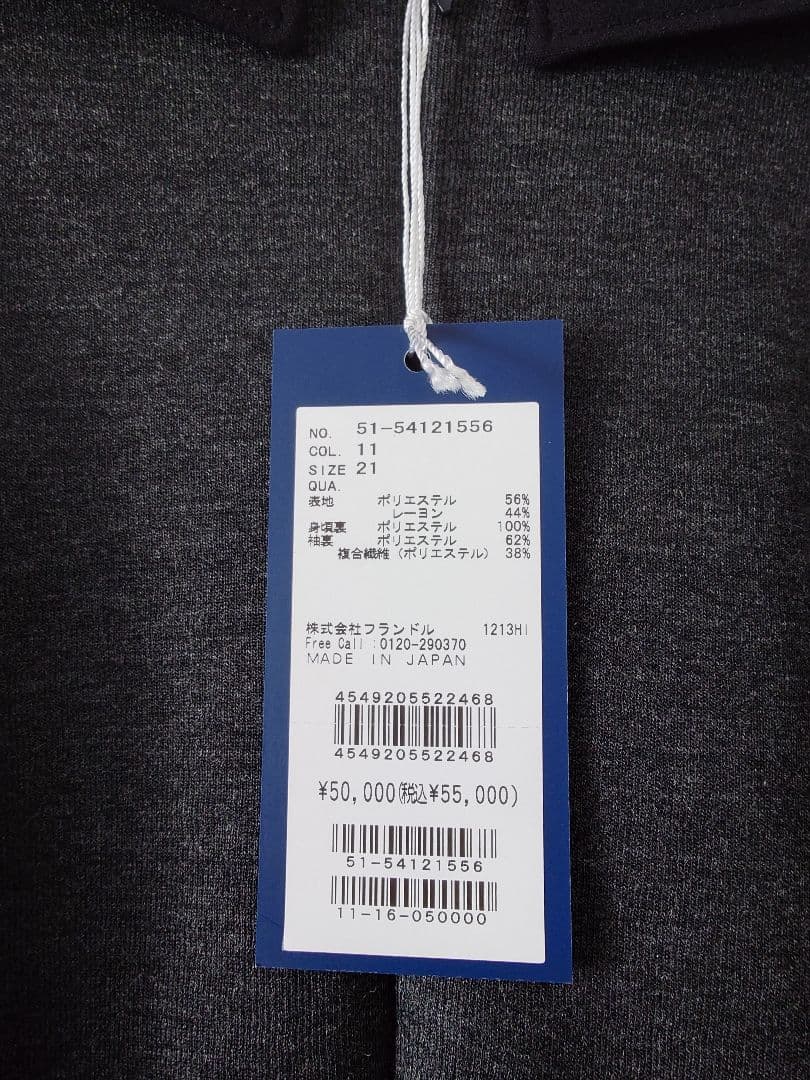 NO. 51-54121556
COL. 11
SIZE 21
QUA.
表地 ポリエステル 56%
レーヨン 44%
身頃裏 ポリエステル 100%
袖裏 ポリエステル 62%
複合繊維(ポリエステル) 38%
株式会社フランドル 1213HI
Free Call :0120-290370
MADE IN JAPAN
4549205522468
4549205522468
¥50,000(税込¥55,000)
51-54121556
11-16-050000